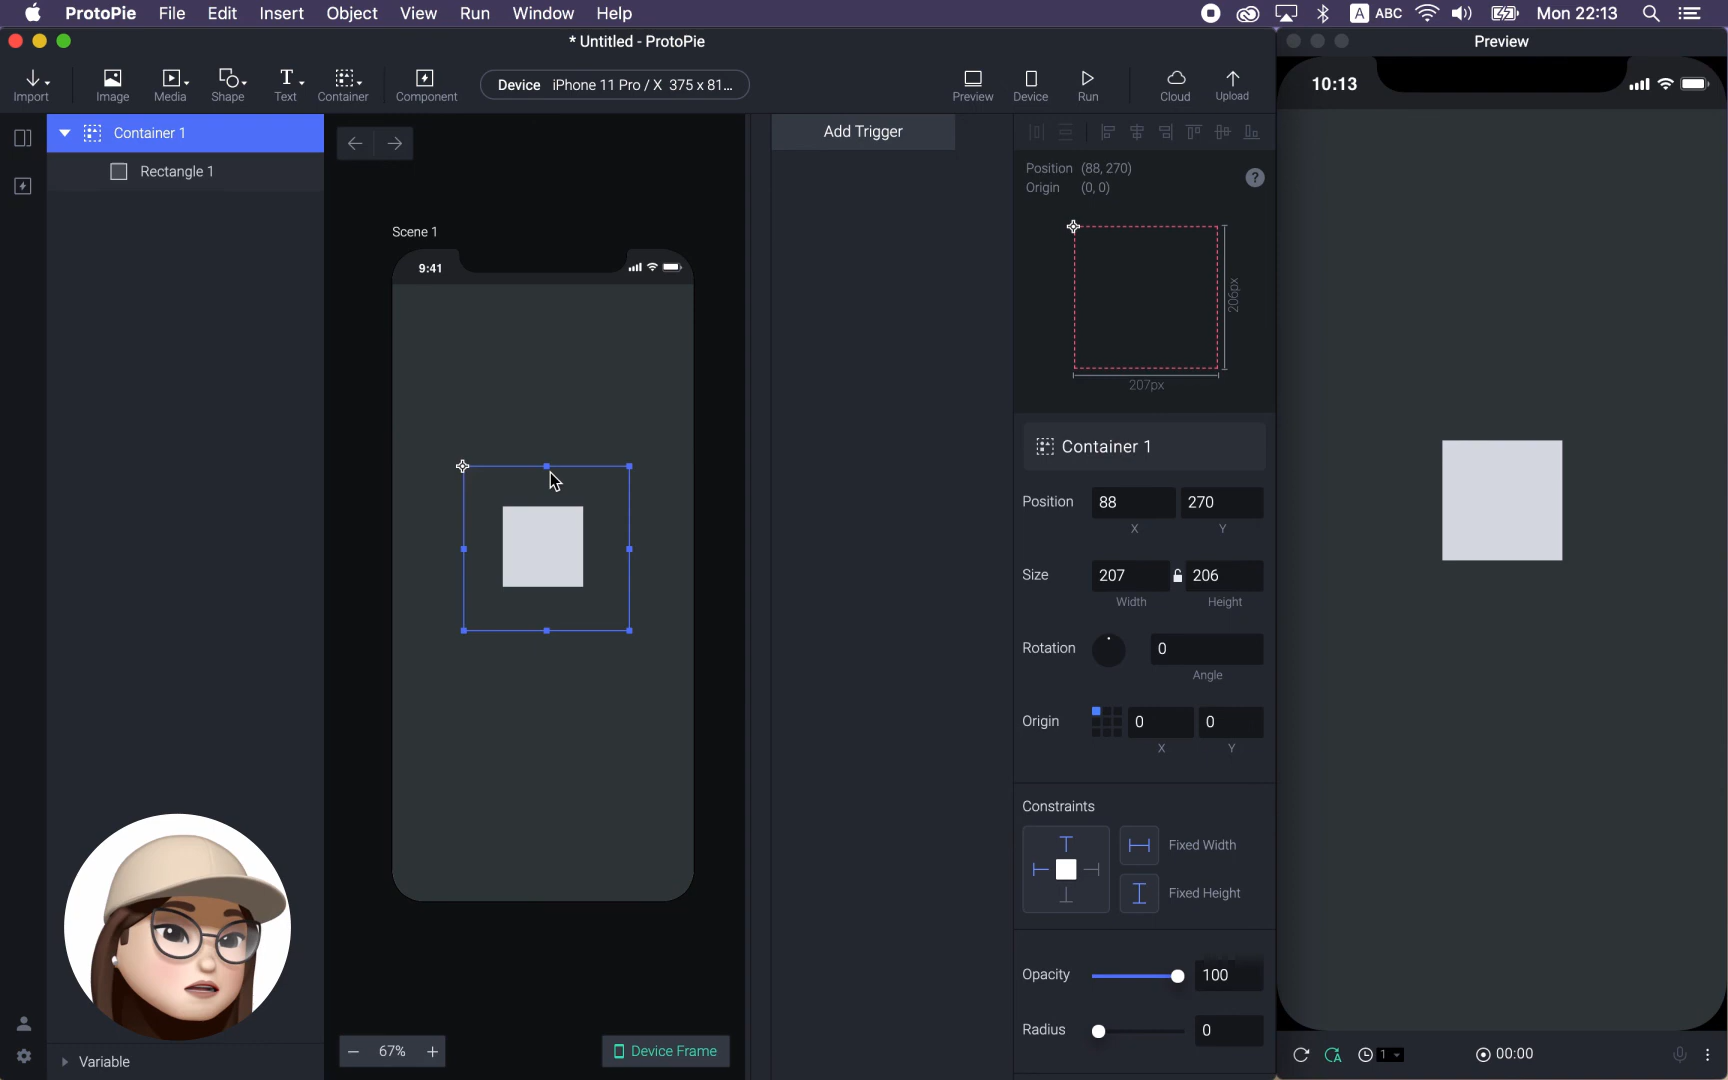 ProtoPie File Edit Insert Object View Run Window Help
A ABC Mon 22:13
* Untitled - ProtoPie
Preview
Import
Image
Media
Shape
Text
Container
Component
Device iPhone 11 Pro / X 375 x 81...
Preview
Device
Run
Cloud
Upload
10:13
Container 1
Rectangle 1
Add Trigger
Position (88, 270)
Origin (0, 0)
?
Scene 1
9:41
206px
207px
Container 1
Position 88 270
X Y
Size 207 206
Width Height
Rotation 0
Angle
Origin 0 0
X Y
Constraints
Fixed Width
Fixed Height
Opacity 100
Radius 0
67%
Device Frame
Variable
A
1
00:00